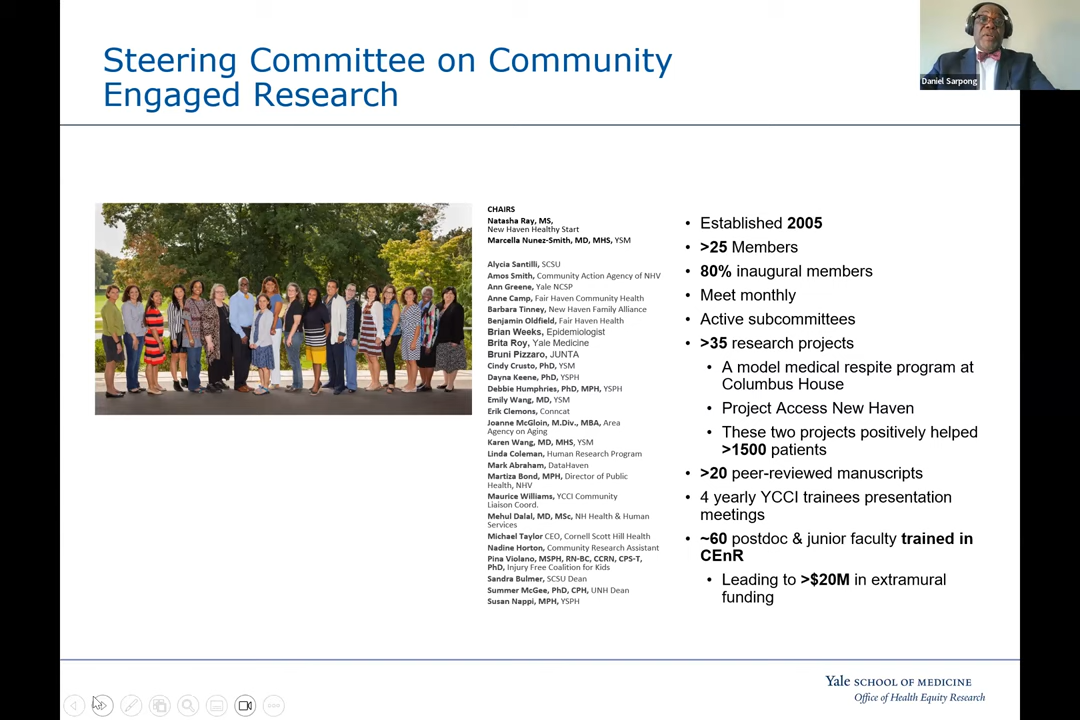 Steering Committee on Community
Engaged Research
Daniel Sarpong
CHAIRS
Natasha Ray, MS,
New Haven Healthy Start
Marcella Nunez-Smith, MD, MHS, YSM
Alycia Santilli, SCSU
Amos Smith, Community Action Agency of NHV
Ann Greene, Yale NCSP
Anne Camp, Fair Haven Community Health
Barbara Tinney, New Haven Family Alliance
Benjamin Oldfield, Fair Haven Health
Brian Weeks, Epidemiologist
Brita Roy, Yale Medicine
Bruni Pizzaro, JUNTA
Cindy Crusto, PhD, YSM
Dayna Keene, PhD, YSPH
Debbie Humphries, PhD, MPH, YSPH
Emily Wang, MD, YSM
Erik Clemons, Conncat
Joanne McGloin, M.Div., MBA, Area
Agency on Aging
Karen Wang, MD, MHS, YSM
Linda Coleman, Human Research Program
Mark Abraham, DataHaven
Martiza Bond, MPH, Director of Public
Health, NHV
Maurice Williams, YCCI Community
Liaison Coord.
Mehul Dalal, MD, MSc, NH Health & Human
Services
Michael Taylor CEO, Cornell Scott Hill Health
Nadine Horton, Community Research Assistant
Pina Violano, MSPH, RN-BC, CCRN, CPS-T,
PhD, Injury Free Coalition for Kids
Sandra Bulmer, SCSU Dean
Summer McGee, PhD, CPH, UNH Dean
Susan Nappi, MPH, YSPH
• Established 2005
• >25 Members
• 80% inaugural members
• Meet monthly
• Active subcommittees
• >35 research projects
• A model medical respite program at
Columbus House
• Project Access New Haven
• These two projects positively helped
>1500 patients
• >20 peer-reviewed manuscripts
• 4 yearly YCCI trainees presentation
meetings
• ~60 postdoc & junior faculty trained in
CEnR
• Leading to >$20M in extramural
funding
Yale SCHOOL OF MEDICINE
Office of Health Equity Research